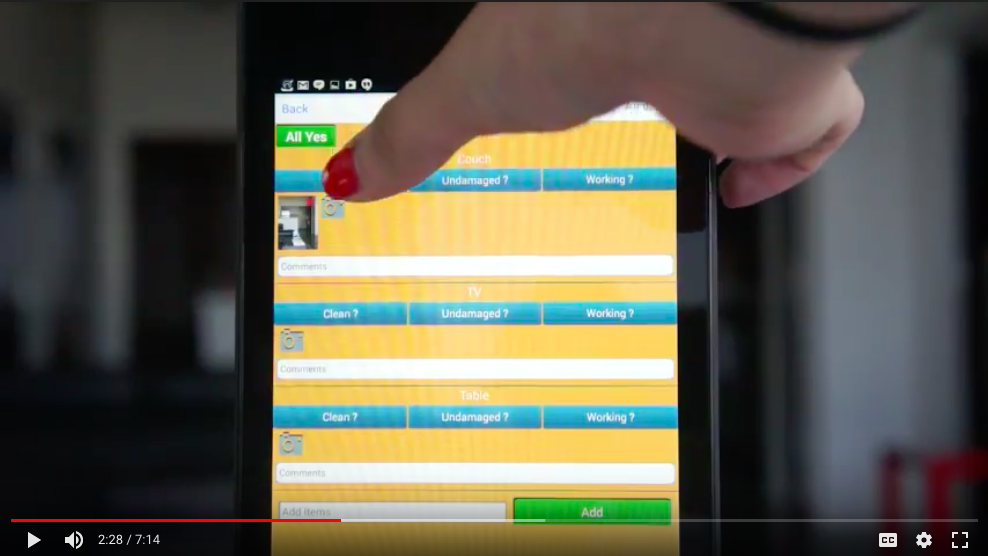 Back
All Yes
Couch
Undamaged ? Working ?
Comments
TV
Clean ? Undamaged ? Working ?
Comments
Table
Clean ? Undamaged ? Working ?
Comments
Add Items
Add
2:28 / 7:14
CC